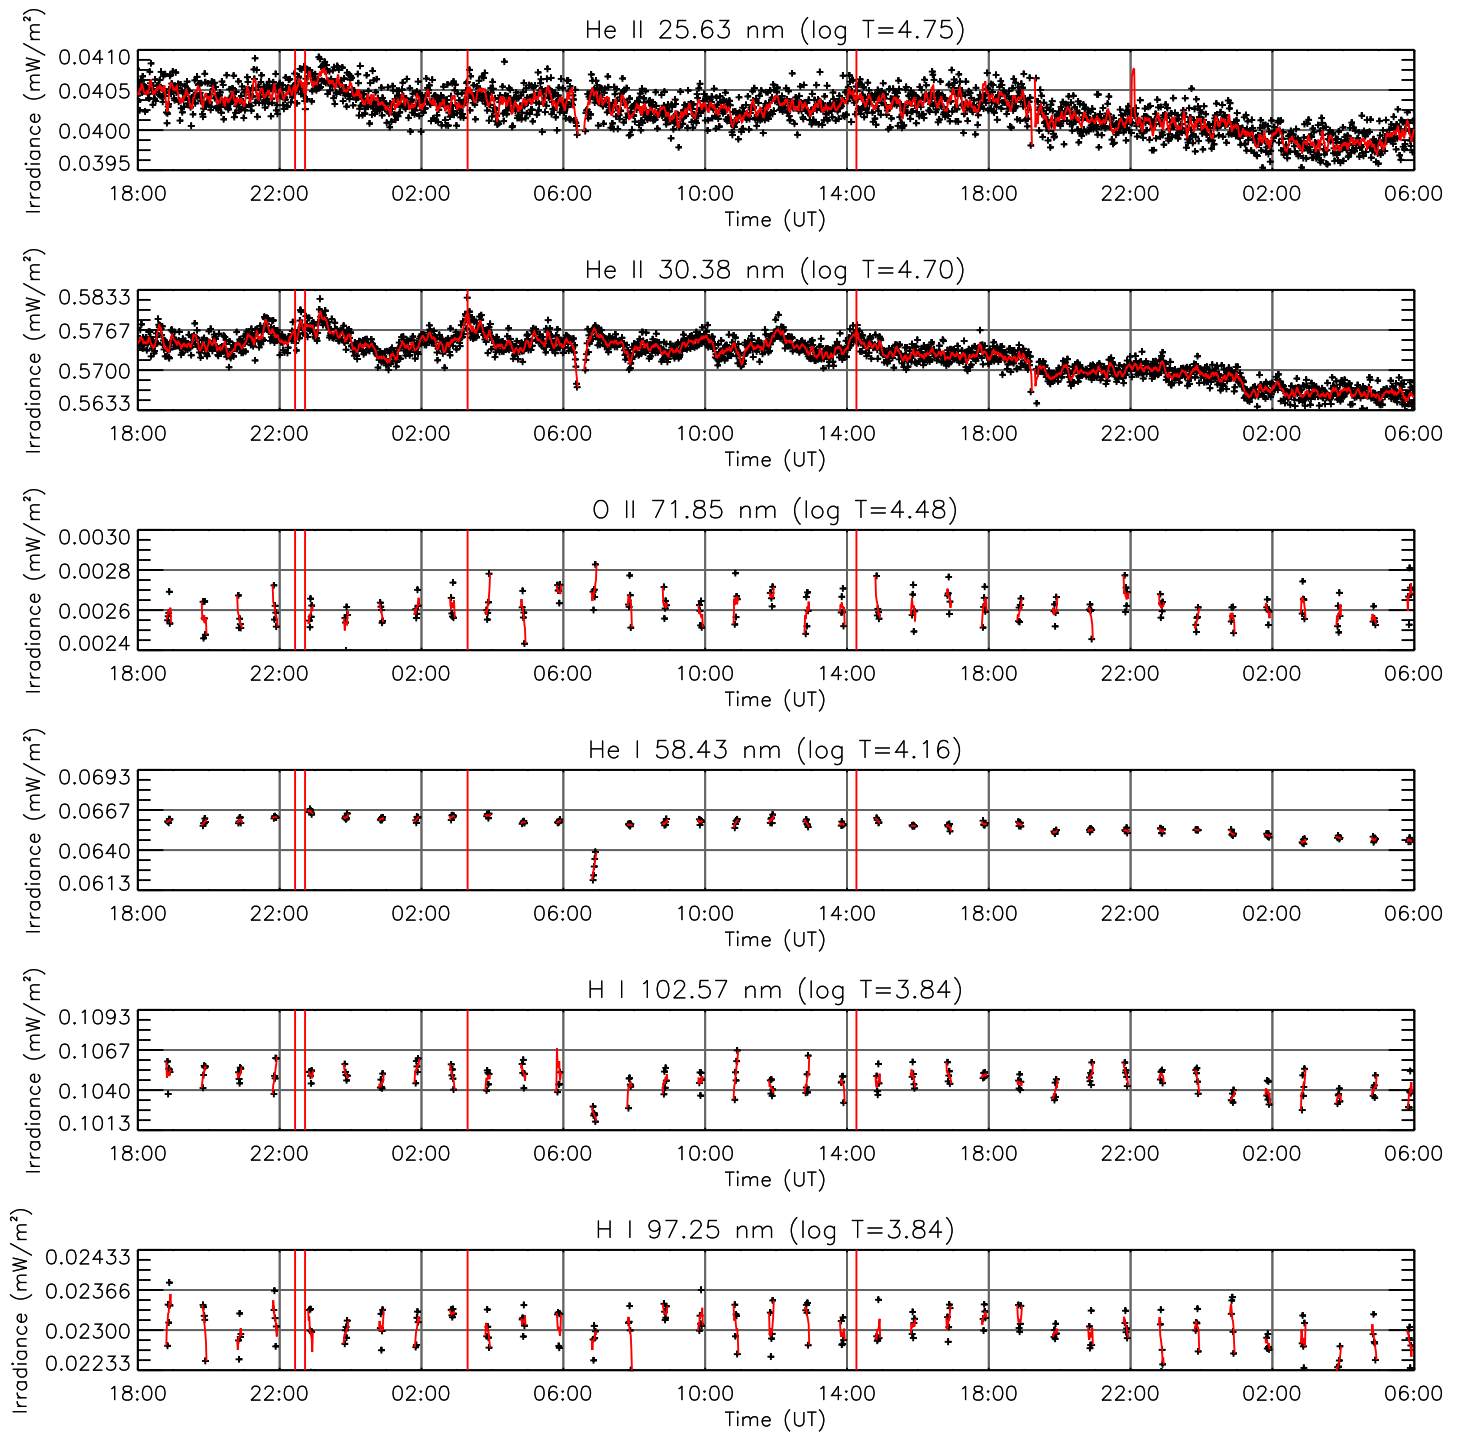 He II 25.63 nm (log T=4.75)
Irradiance (mW/m²)
0.0410
0.0405
0.0400
0.0395
18:00 22:00 02:00 06:00 10:00 14:00 18:00 22:00 02:00 06:00
Time (UT)
He II 30.38 nm (log T=4.70)
Irradiance (mW/m²)
0.5833
0.5767
0.5700
0.5633
18:00 22:00 02:00 06:00 10:00 14:00 18:00 22:00 02:00 06:00
Time (UT)
O II 71.85 nm (log T=4.48)
Irradiance (mW/m²)
0.0030
0.0028
0.0026
0.0024
18:00 22:00 02:00 06:00 10:00 14:00 18:00 22:00 02:00 06:00
Time (UT)
He I 58.43 nm (log T=4.16)
Irradiance (mW/m²)
0.0693
0.0667
0.0640
0.0613
18:00 22:00 02:00 06:00 10:00 14:00 18:00 22:00 02:00 06:00
Time (UT)
H I 102.57 nm (log T=3.84)
Irradiance (mW/m²)
0.1093
0.1067
0.1040
0.1013
18:00 22:00 02:00 06:00 10:00 14:00 18:00 22:00 02:00 06:00
Time (UT)
H I 97.25 nm (log T=3.84)
Irradiance (mW/m²)
0.02433
0.02366
0.02300
0.02233
18:00 22:00 02:00 06:00 10:00 14:00 18:00 22:00 02:00 06:00
Time (UT)